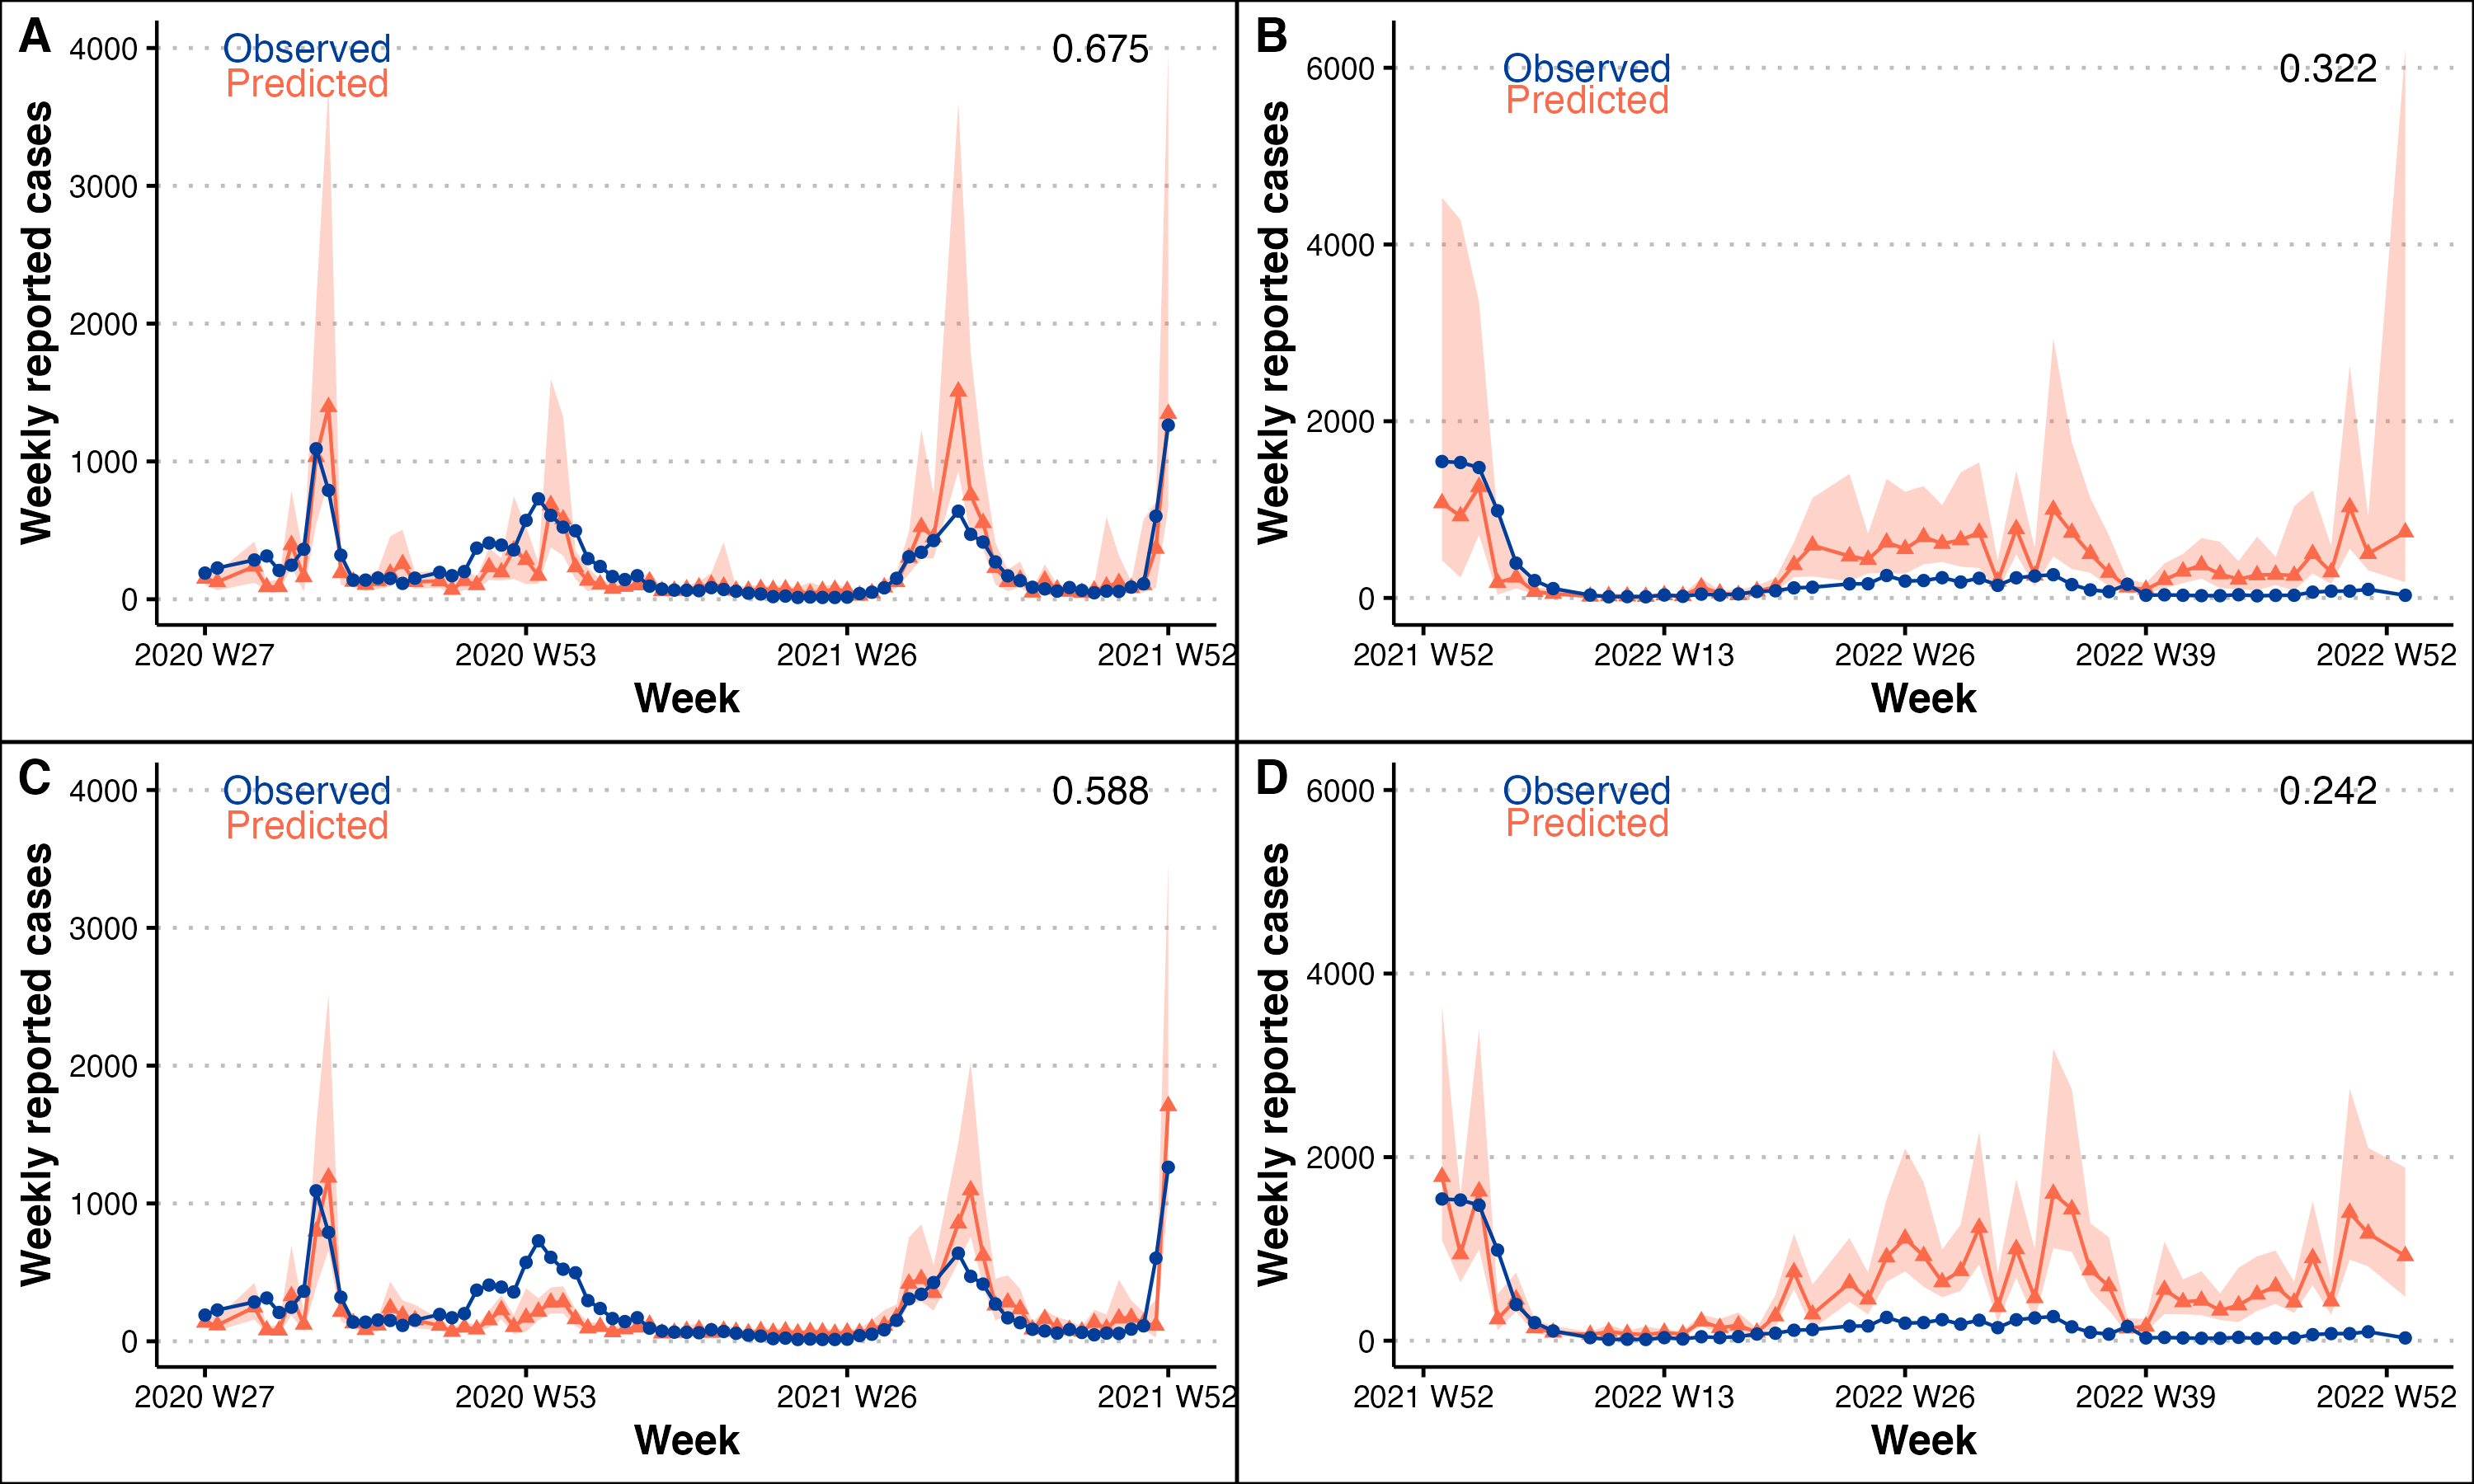 A
Observed
Predicted
0.675
Weekly reported cases
4000
3000
2000
1000
0
2020 W27
2020 W53
2021 W26
2021 W52
Week
B
Observed
Predicted
0.322
Weekly reported cases
6000
4000
2000
0
2021 W52
2022 W13
2022 W26
2022 W39
2022 W52
Week
C
Observed
Predicted
0.588
Weekly reported cases
4000
3000
2000
1000
0
2020 W27
2020 W53
2021 W26
2021 W52
Week
D
Observed
Predicted
0.242
Weekly reported cases
6000
4000
2000
0
2021 W52
2022 W13
2022 W26
2022 W39
2022 W52
Week